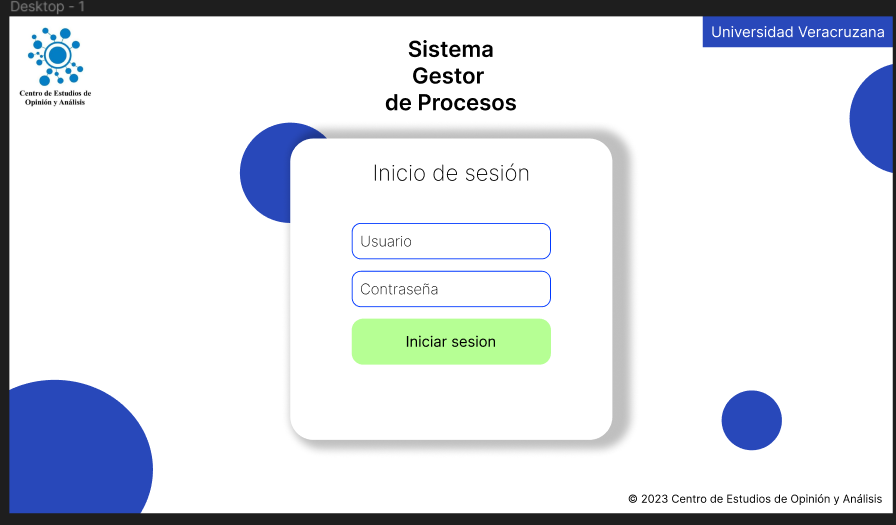 Desktop - 1
Universidad Veracruzana
Centro de Estudios de
Opinión y Análisis
Sistema
Gestor
de Procesos
Inicio de sesión
Usuario
Contraseña
Iniciar sesion
© 2023 Centro de Estudios de Opinión y Análisis